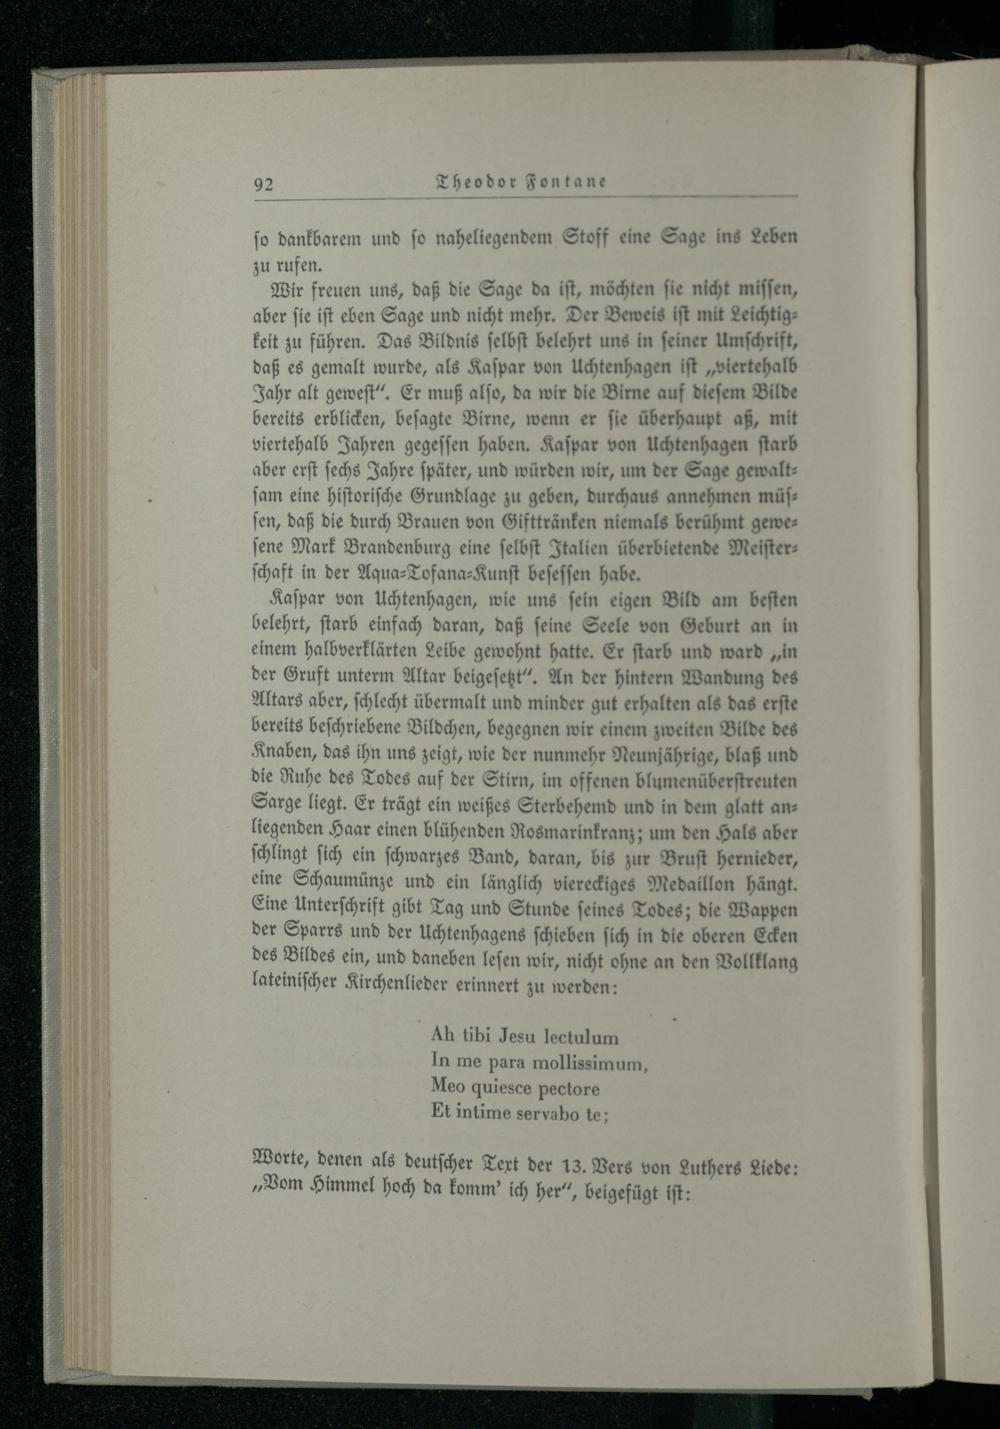 92 Theodor Fontane
so dankbarem und so naheliegendem Stoff eine Sage ins Leben
zu rufen.
Wir freuen uns, daß die Sage da ist, möchten sie nicht missen,
aber sie ist eben Sage und nicht mehr. Der Beweis ist mit Leichtig-
keit zu führen. Das Bildnis selbst belehrt uns in seiner Umschrift,
daß es gemalt wurde, als Kaspar von Uchtenhagen ist „viertehalb
Jahr alt gewest“. Er muß also, da wir die Birne auf diesem Bilde
bereits erblicken, besagte Birne, wenn er sie überhaupt aß, mit
viertehalb Jahren gegessen haben. Kaspar von Uchtenhagen starb
aber erst sechs Jahre später, und würden wir, um der Sage gewalt-
sam eine historische Grundlage zu geben, durchaus annehmen müs-
sen, daß die durch Brauen von Gifttränken niemals berühmt gewe-
sene Mark Brandenburg eine selbst Italien überbietende Meister-
schaft in der Aqua-Tofana-Kunst besessen habe.
Kaspar von Uchtenhagen, wie uns sein eigen Bild am besten
belehrt, starb einfach daran, daß seine Seele von Geburt an in
einem halbverklärten Leibe gewohnt hatte. Er starb und ward „in
der Gruft unterm Altar beigesetzt“. An der hintern Wandung des
Altars aber, schlecht übermalt und minder gut erhalten als das erste
bereits beschriebene Bildchen, begegnen wir einem zweiten Bilde des
Knaben, das ihn uns zeigt, wie der nunmehr Neunjährige, blaß und
die Ruhe des Todes auf der Stirn, im offenen blumenüberstreuten
Sarge liegt. Er trägt ein weißes Sterbehemd und in dem glatt an-
liegenden Haar einen blühenden Rosmarinkranz; um den Hals aber
schlingt sich ein schwarzes Band, daran, bis zur Brust hernieder,
eine Schaumünze und ein länglich viereckiges Medaillon hängt.
Eine Unterschrift gibt Tag und Stunde seines Todes; die Wappen
der Sparrs und der Uchtenhagens schieben sich in die oberen Ecken
des Bildes ein, und daneben lesen wir, nicht ohne an den Vollklang
lateinischer Kirchenlieder erinnert zu werden:
Ah tibi Jesu lectulum
In me para mollissimum,
Meo quiesce pectore
Et intime servabo te;
Worte, denen als deutscher Text der 13. Vers von Luthers Liede:
„Vom Himmel hoch da komm' ich her“, beigefügt ist: